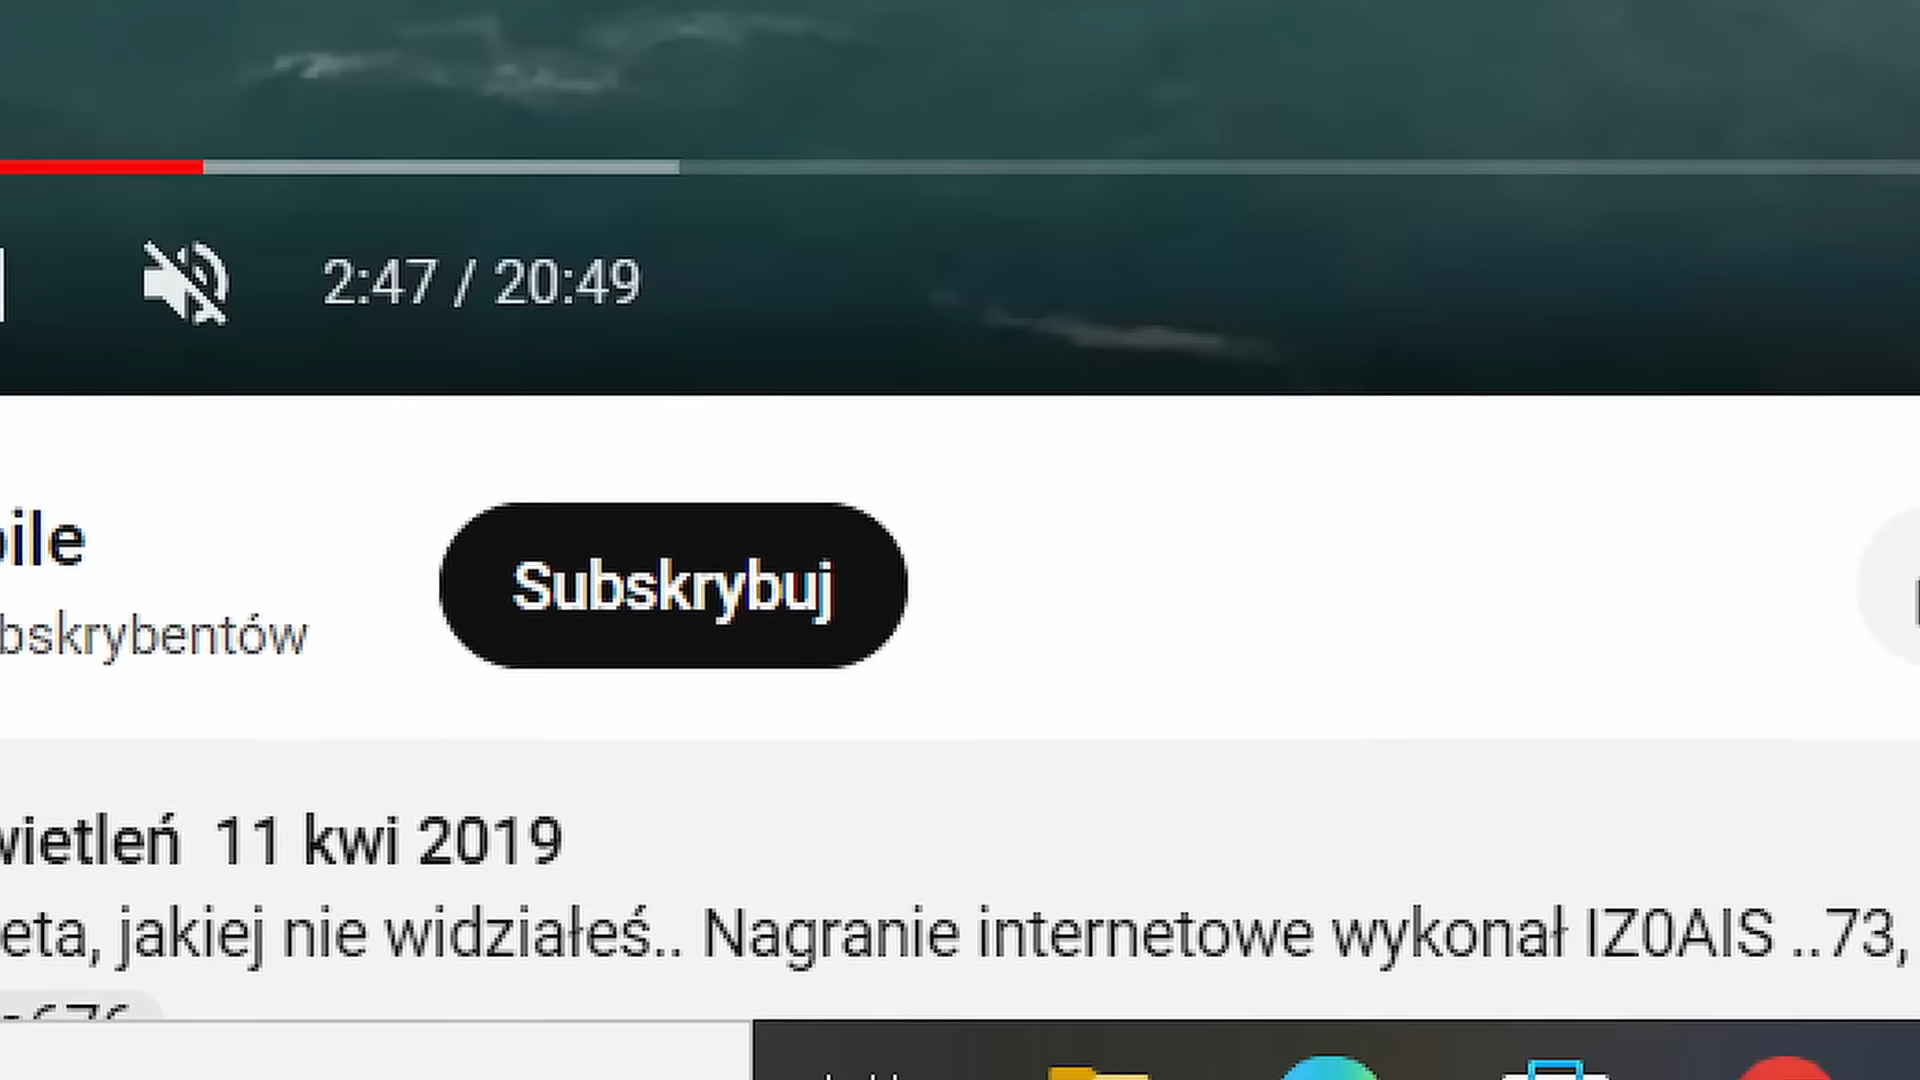 2:47 / 20:49
bile
Subskrybuj
bskrybentów
wietleń 11 kwi 2019
eta, jakiej nie widziałeś.. Nagranie internetowe wykonał IZ0AIS ..73,